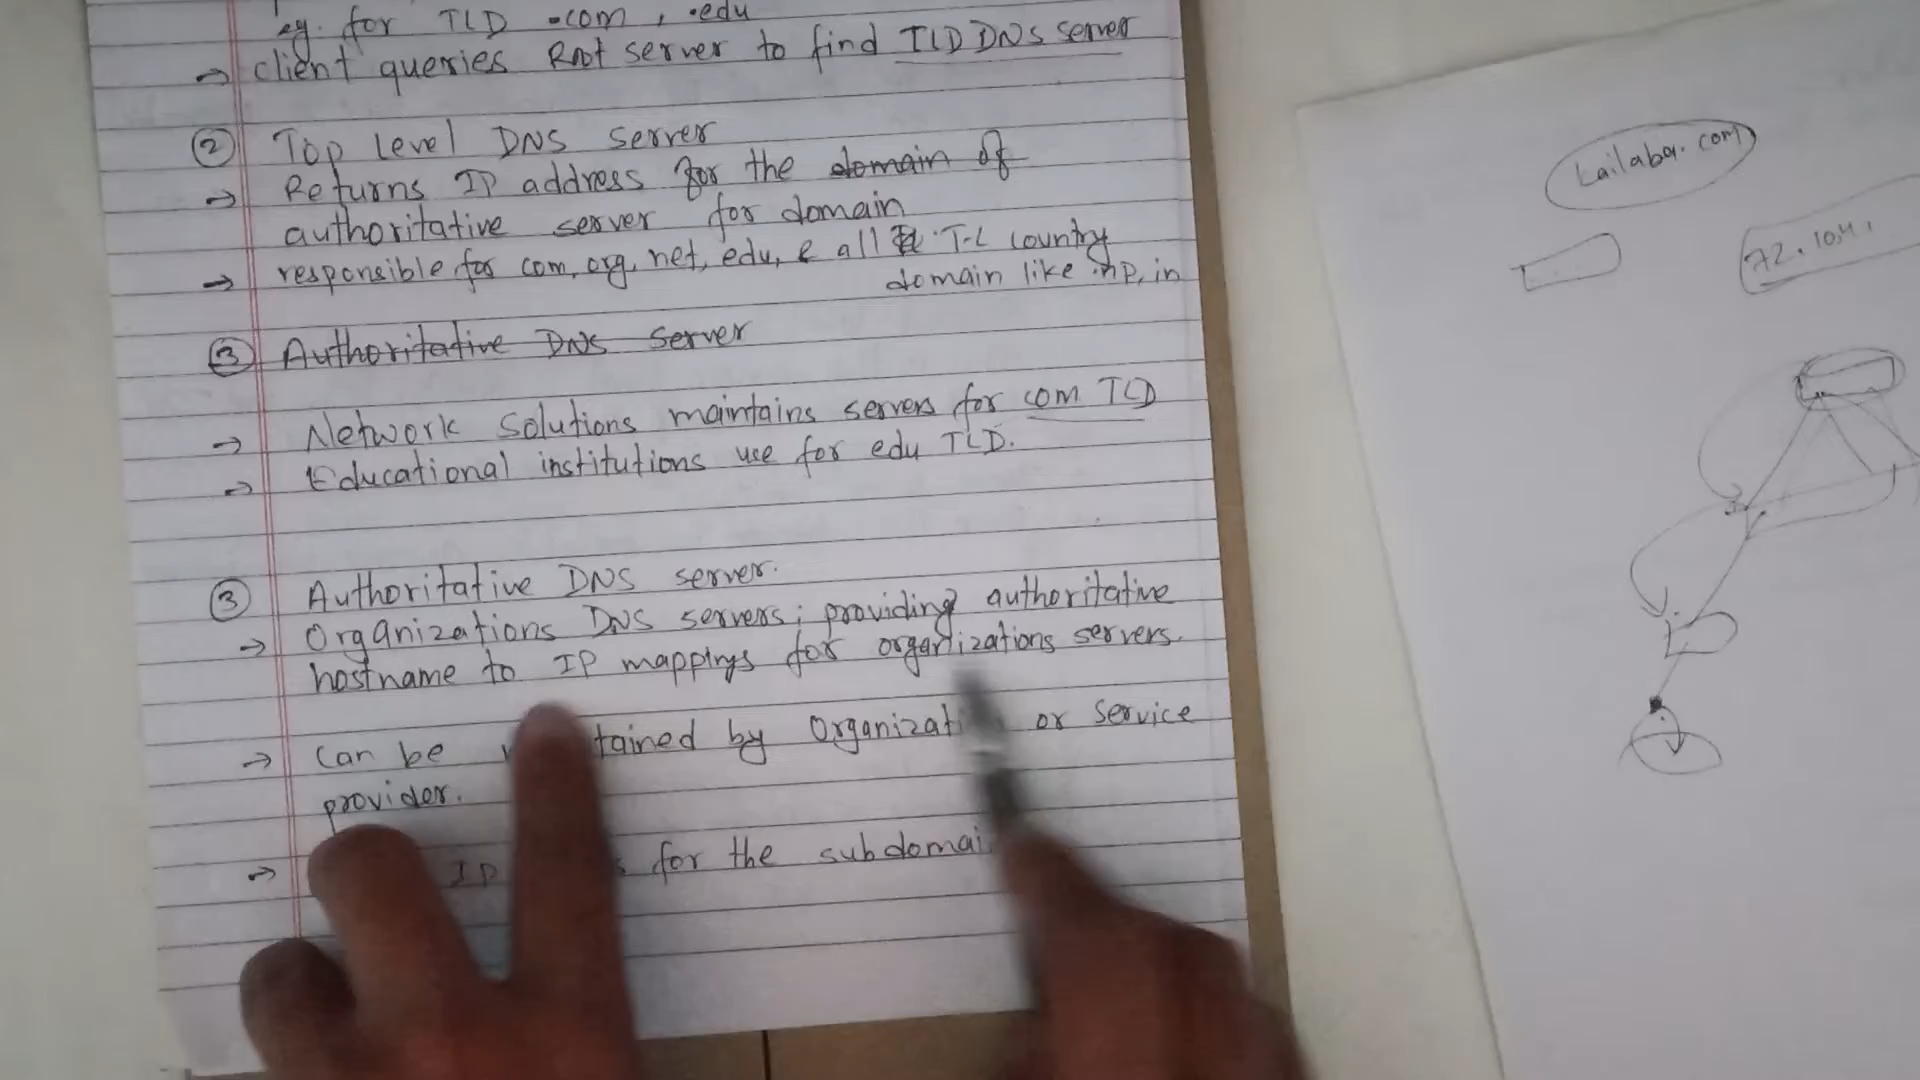 eg. for TLD .com, .edu
→ client queries Root server to find TLD DNS server
② Top Level DNS server
→ Returns IP address for the domain of
authoritative server for domain
→ responsible for com, org, net, edu, & all T-L country
domain like .np, in
③ Authoritative DNS server
→ Network Solutions maintains servers for com TLD
→ Educational institutions use for edu TLD.
③ Authoritative DNS server.
→ Organizations DNS servers; providing authoritative
hostname to IP mappings for organizations servers.
→ Can be tained by Organizati or service
provider.
→ IP for the subdomai
kailaba.com
72.10.4.